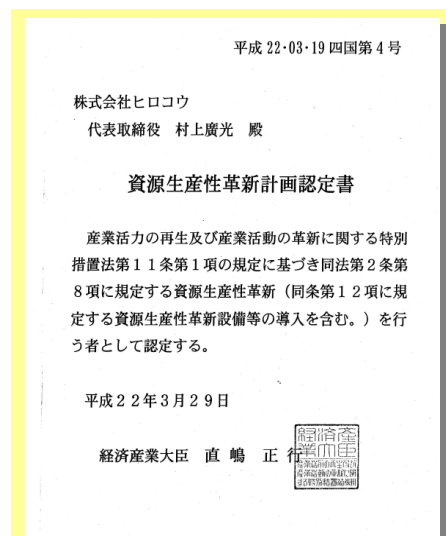 平成 22・03・19 四国第 4 号
株式会社ヒロコウ
代表取締役　村上廣光　殿
資源生産性革新計画認定書
産業活力の再生及び産業活動の革新に関する特別
措置法第１１条第１項の規定に基づき同法第２条第
８項に規定する資源生産性革新（同条第１２項に規
定する資源生産性革新設備等の導入を含む。）を行
う者として認定する。
平成２２年３月２９日
経済産業大臣　直　嶋　正　行